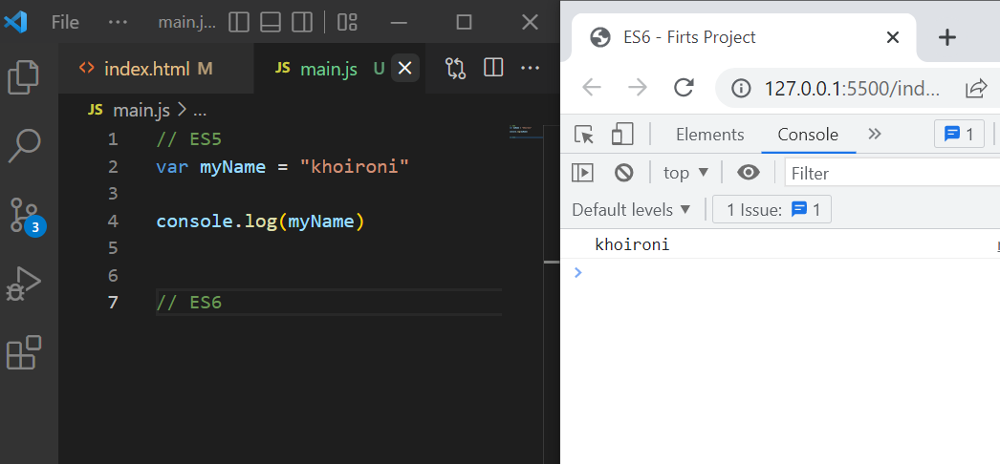 File ... main.j...
index.html M
JS main.js U
JS main.js > ...
1 // ES5
2 var myName = "khoironi"
3
4 console.log(myName)
5
6
7 // ES6
3
ES6 - Firts Project
127.0.0.1:5500/ind...
Elements Console » 1
top Filter
Default levels 1 Issue: 1
khoironi
>